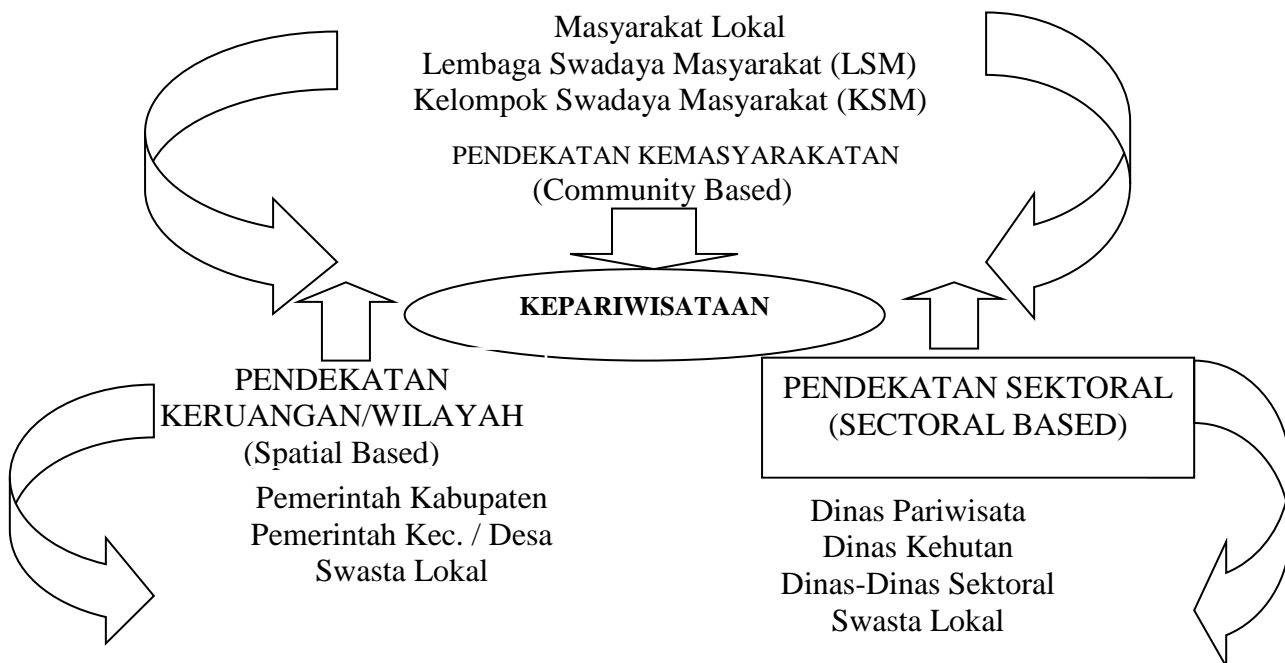 Masyarakat Lokal
Lembaga Swadaya Masyarakat (LSM)
Kelompok Swadaya Masyarakat (KSM)
PENDEKATAN KEMASYARAKATAN
(Community Based)
KEPARIWISATAAN
PENDEKATAN
KERUANGAN/WILAYAH
(Spatial Based)
Pemerintah Kabupaten
Pemerintah Kec. / Desa
Swasta Lokal
PENDEKATAN SEKTORAL
(SECTORAL BASED)
Dinas Pariwisata
Dinas Kehutan
Dinas-Dinas Sektoral
Swasta Lokal